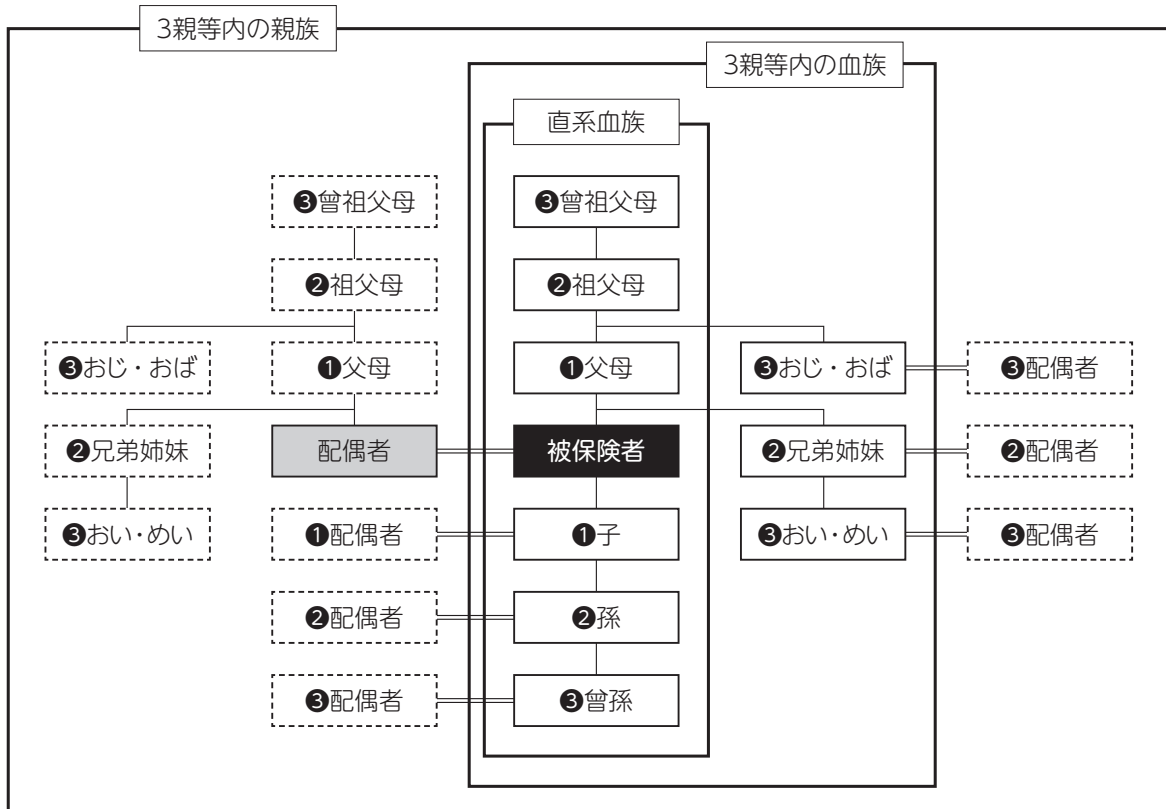 3親等内の親族
3親等内の血族
直系血族
❸曾祖父母
❸曾祖父母
❷祖父母
❷祖父母
❸おじ・おば
❶父母
❶父母
❸おじ・おば
❸配偶者
❷兄弟姉妹
配偶者
被保険者
❷兄弟姉妹
❷配偶者
❸おい・めい
❶配偶者
❶子
❸おい・めい
❸配偶者
❷配偶者
❷孫
❸配偶者
❸曾孫